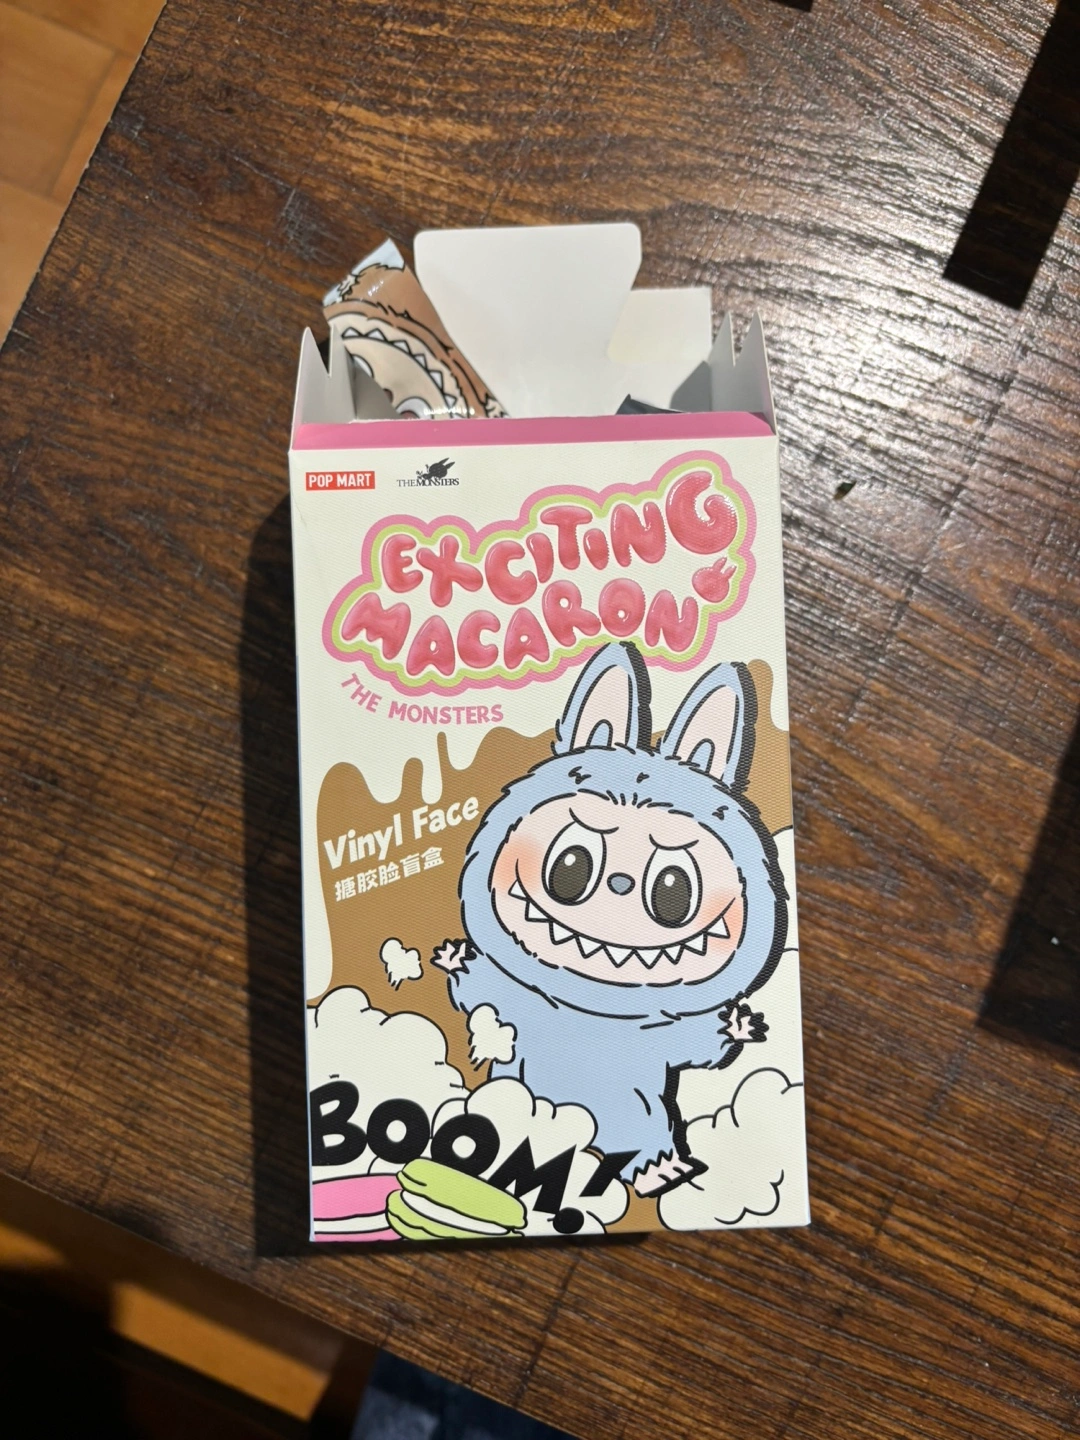 POP MART
THE MONSTERS
EXCITING
MACARON
THE MONSTERS
Vinyl Face
搪胶脸盲盒
BOOM!